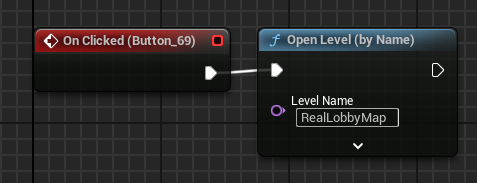 On Clicked (Button_69)
f Open Level (by Name)
Level Name
RealLobbyMap